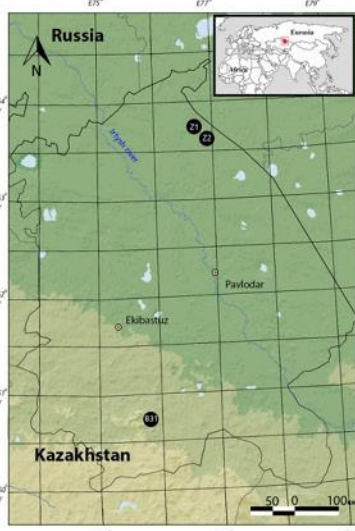 E75° E77° E79°
Russia
Eurasia
Africa
N
Z1
Z2
Irtysh river
Pavlodar
Ekibastuz
B31
Kazakhstan
50 0 100